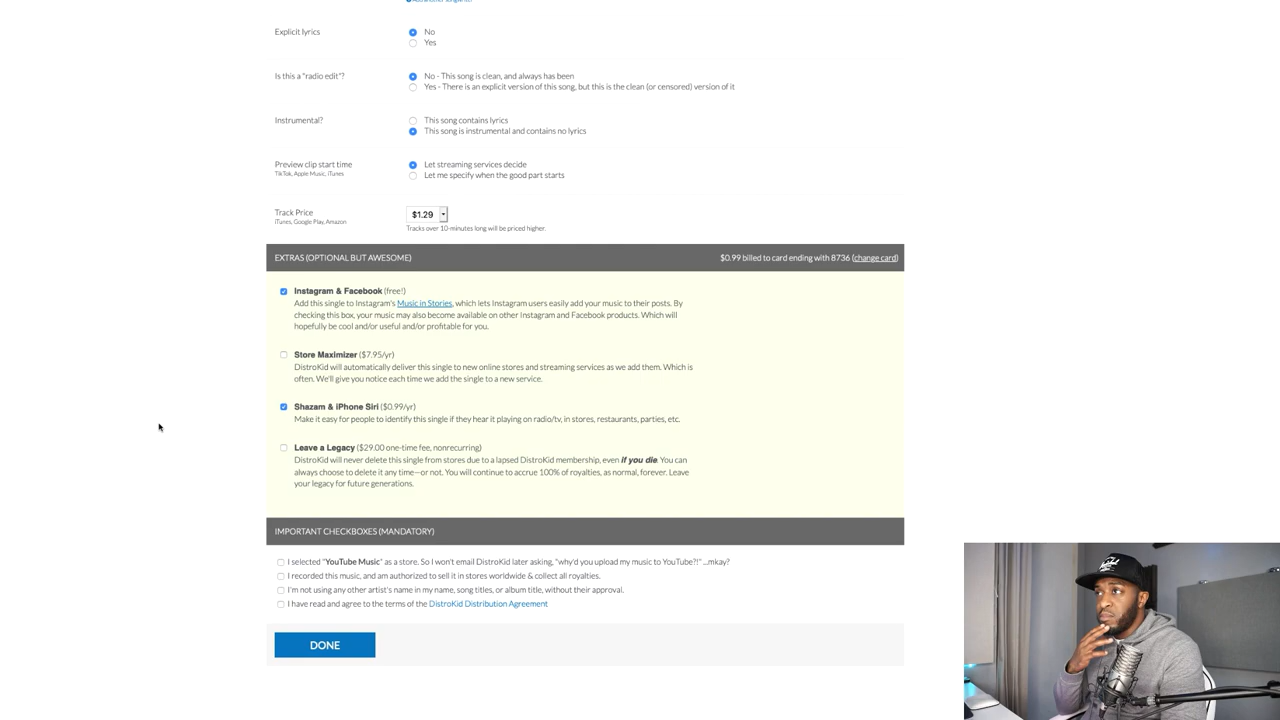 Explicit lyrics
No
Yes
Is this a "radio edit"?
No - This song is clean, and always has been
Yes - There is an explicit version of this song, but this is the clean (or censored) version of it
Instrumental?
This song contains lyrics
This song is instrumental and contains no lyrics
Preview clip start time
TikTok, Apple Music, iTunes
Let streaming services decide
Let me specify when the good part starts
Track Price
iTunes, Google Play, Amazon
$1.29
Tracks over 10-minutes long will be priced higher.
EXTRAS (OPTIONAL BUT AWESOME)
$0.99 billed to card ending with 8736 (change card)
Instagram & Facebook (free!)
Add this single to Instagram's Music in Stories, which lets Instagram users easily add your music to their posts. By
checking this box, your music may also become available on other Instagram and Facebook products. Which will
hopefully be cool and/or useful and/or profitable for you.
Store Maximizer ($7.95/yr)
DistroKid will automatically deliver this single to new online stores and streaming services as we add them. Which is
often. We'll give you notice each time we add the single to a new service.
Shazam & iPhone Siri ($0.99/yr)
Make it easy for people to identify this single if they hear it playing on radio/tv, in stores, restaurants, parties, etc.
Leave a Legacy ($29.00 one-time fee, nonrecurring)
DistroKid will never delete this single from stores due to a lapsed DistroKid membership, even if you die. You can
always choose to delete it any time—or not. You will continue to accrue 100% of royalties, as normal, forever. Leave
your legacy for future generations.
IMPORTANT CHECKBOXES (MANDATORY)
I selected "YouTube Music" as a store. So I won't email DistroKid later asking, "why'd you upload my music to YouTube?!" ...mkay?
I recorded this music, and am authorized to sell it in stores worldwide & collect all royalties.
I'm not using any other artist's name in my name, song titles, or album title, without their approval.
I have read and agree to the terms of the DistroKid Distribution Agreement
DONE